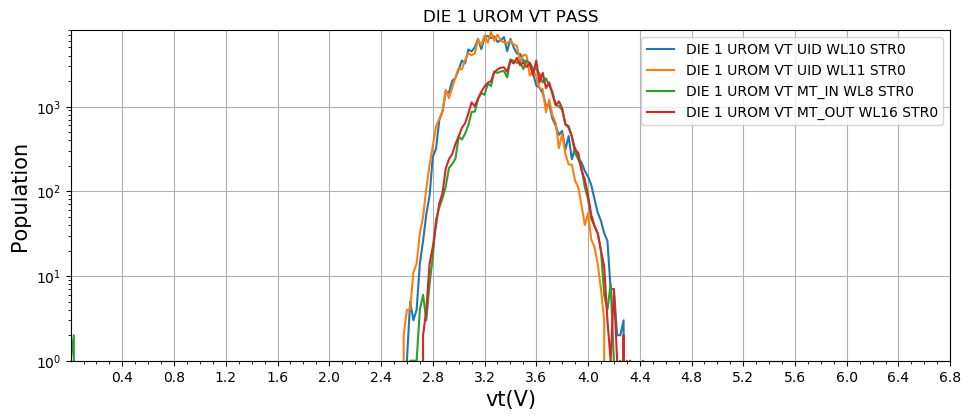 DIE 1 UROM VT PASS
DIE 1 UROM VT UID WL10 STR0
DIE 1 UROM VT UID WL11 STR0
DIE 1 UROM VT MT_IN WL8 STR0
DIE 1 UROM VT MT_OUT WL16 STR0
Population
10³
10²
10¹
10⁰
0.4 0.8 1.2 1.6 2.0 2.4 2.8 3.2 3.6 4.0 4.4 4.8 5.2 5.6 6.0 6.4 6.8
vt(V)